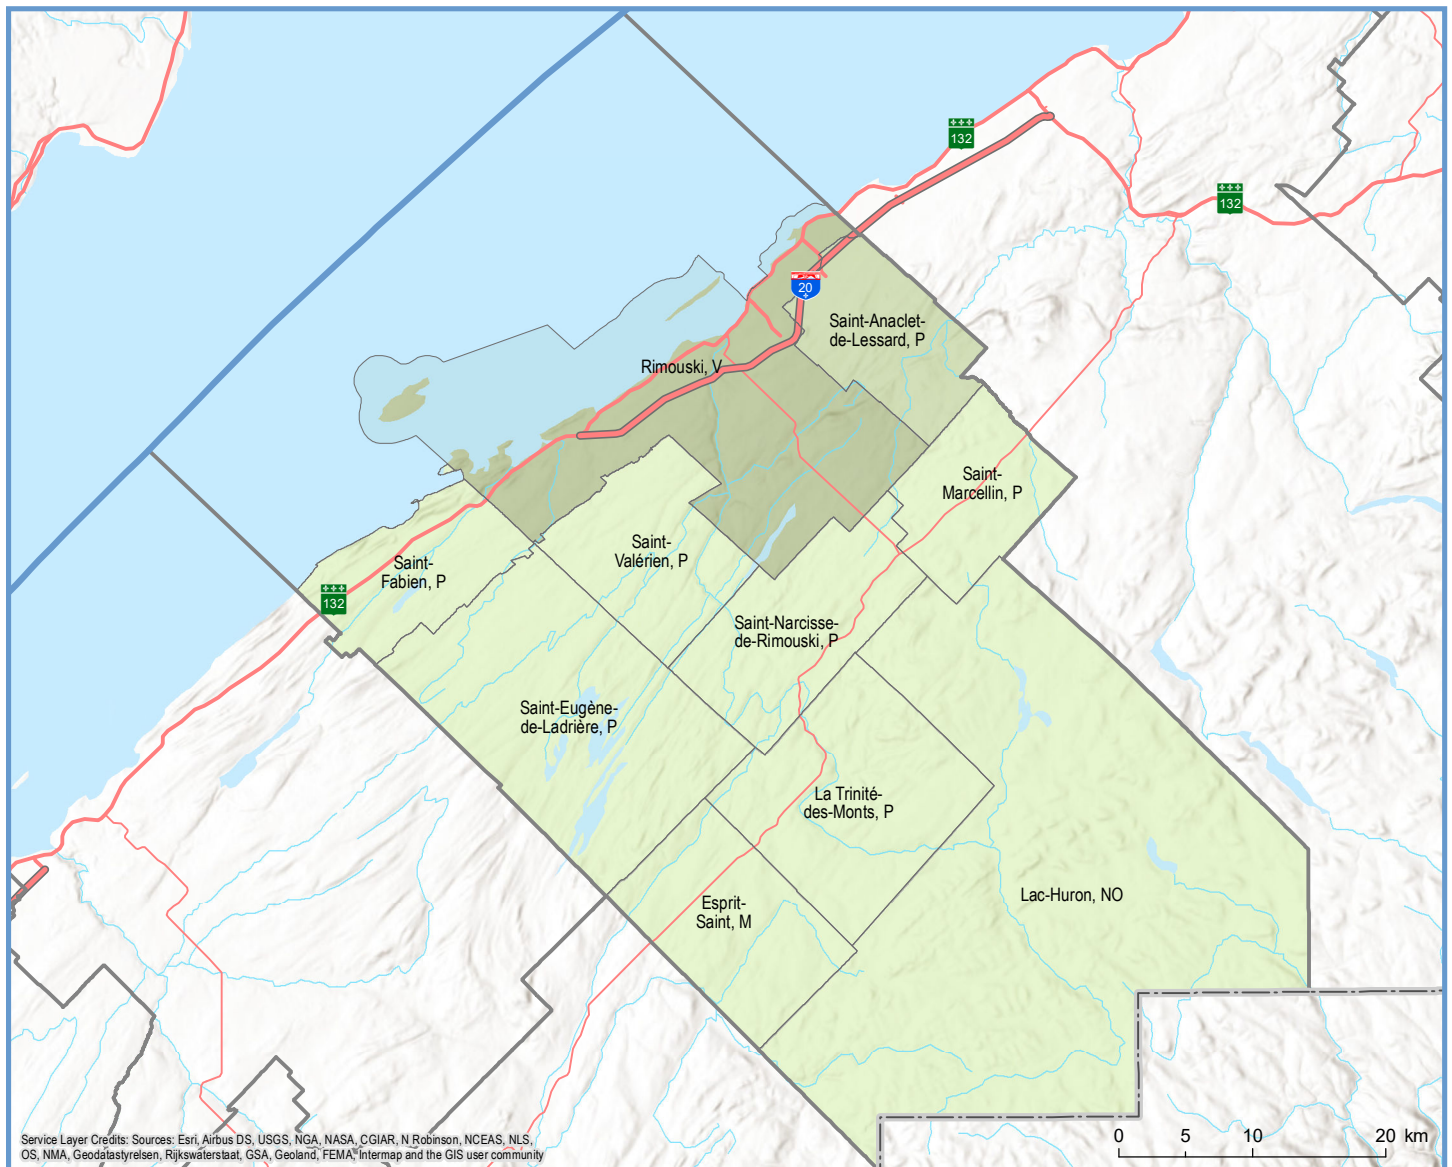 132
132
20
Saint-Anaclet-
de-Lessard, P
Rimouski, V
Saint-
Marcellin, P
Saint-
Valérien, P
Saint-
Fabien, P
132
Saint-Narcisse-
de-Rimouski, P
Saint-Eugène-
de-Ladrière, P
La Trinité-
des-Monts, P
Lac-Huron, NO
Esprit-
Saint, M
Service Layer Credits: Sources: Esri, Airbus DS, USGS, NGA, NASA, CGIAR, N Robinson, NCEAS, NLS,
OS, NMA, Geodatastyrelsen, Rijkswaterstaat, GSA, Geoland, FEMA, Intermap and the GIS user community
0 5 10 20 km